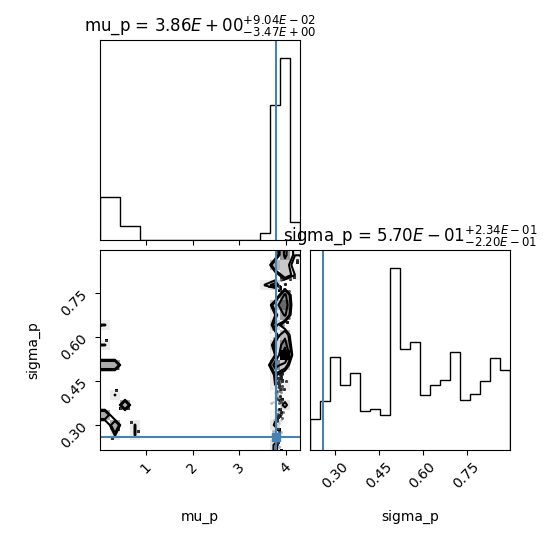 mu_p = 3.86E + 00+9.04E − 02 −3.47E + 00
sigma_p = 5.70E − 01+2.34E − 01 −2.20E − 01
sigma_p
0.75
0.60
0.45
0.30
1 2 3 4
mu_p
0.30 0.45 0.60 0.75
sigma_p